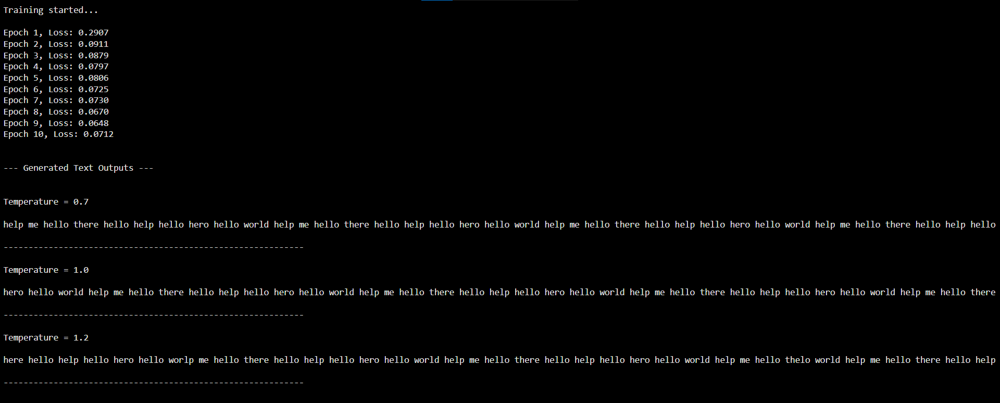 Training started...
Epoch 1, Loss: 0.2907
Epoch 2, Loss: 0.0911
Epoch 3, Loss: 0.0879
Epoch 4, Loss: 0.0797
Epoch 5, Loss: 0.0806
Epoch 6, Loss: 0.0725
Epoch 7, Loss: 0.0730
Epoch 8, Loss: 0.0670
Epoch 9, Loss: 0.0648
Epoch 10, Loss: 0.0712
--- Generated Text Outputs ---
Temperature = 0.7
help me hello there hello help hello hero hello world help me hello there hello help hello hero hello world help me hello there hello help hello hero hello world help me hello there hello help hello
------------------------------------------------------------
Temperature = 1.0
hero hello world help me hello there hello help hello hero hello world help me hello there hello help hello hero hello world help me hello there hello help hello hero hello world help me hello there
------------------------------------------------------------
Temperature = 1.2
here hello help hello hero hello worlp me hello there hello help hello hero hello world help me hello there hello help hello hero hello world help me hello thelo world help me hello there hello help
------------------------------------------------------------